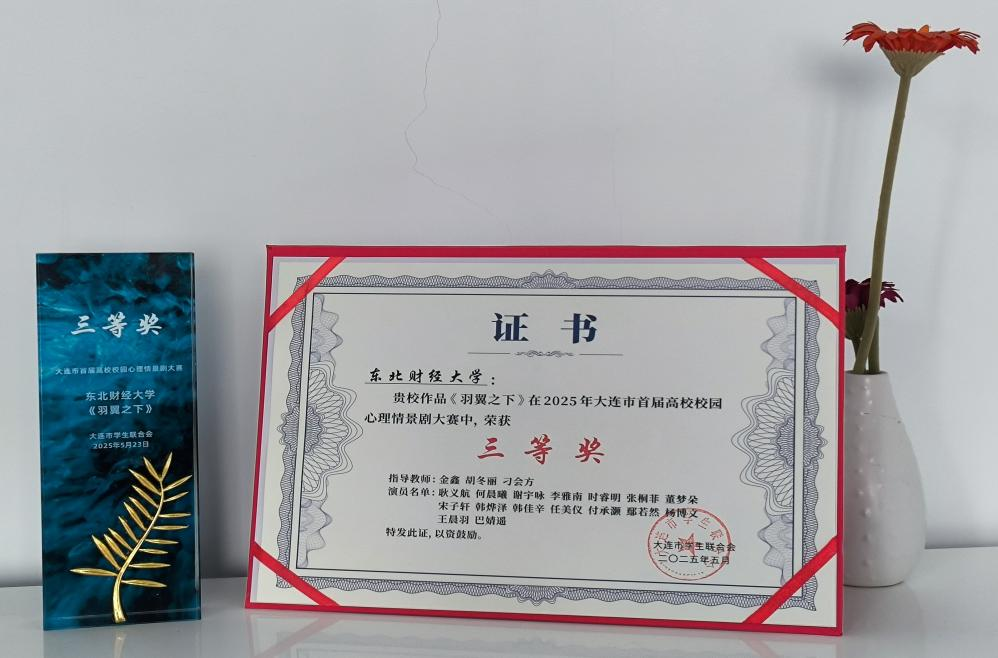 三等奖
大连市首届高校校园心理情景剧大赛
东北财经大学
《羽翼之下》
大连市学生联合会
2025年5月23日
证书
东北财经大学：
贵校作品《羽翼之下》在2025年大连市首届高校校园
心理情景剧大赛中，荣获
三等奖
指导教师：金鑫 胡冬丽 刁会方
演员名单：耿义航 何晨曦 谢宇咏 李雅南 时睿明 张桐菲 董梦朵
宋子轩 韩烨泽 韩佳辛 任美仪 付承灏 鄢若然 杨博文
王晨羽 巴婧遥
特发此证，以资鼓励。
大连市学生联合会
二〇二五年五月